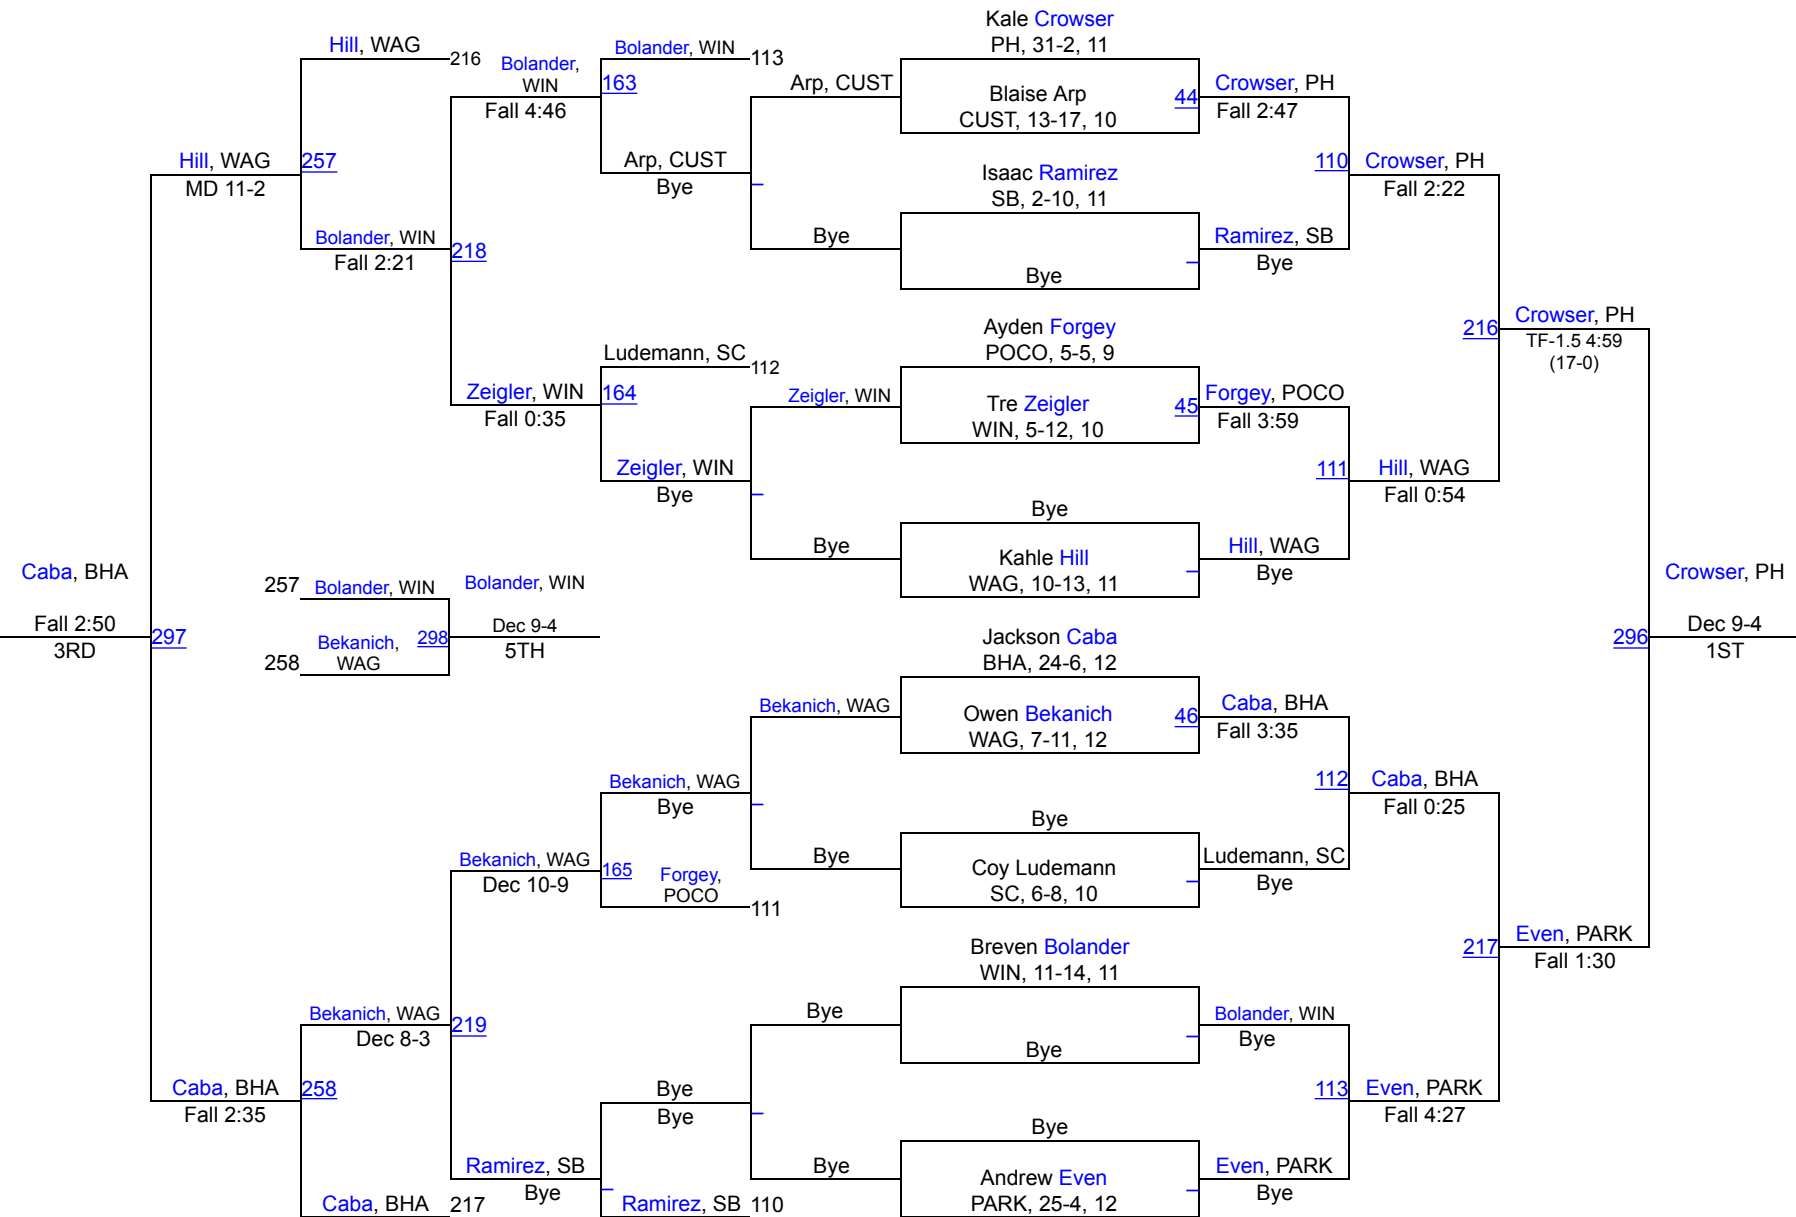 Kale Crowser
Hill, WAG
216
Bolander, WIN
113
PH, 31-2, 11
Bolander,
WIN
163
Arp, CUST
Blaise Arp
44
Crowser, PH
Fall 4:46
CUST, 13-17, 10
Fall 2:47
Hill, WAG
257
Arp, CUST
110
Crowser, PH
MD 11-2
Bye
Isaac Ramirez
Fall 2:22
SB, 2-10, 11
Bolander, WIN
218
Bye
Ramirez, SB
Fall 2:21
Bye
Bye
Ayden Forgey
216
Crowser, PH
Ludemann, SC
112
POCO, 5-5, 9
TF-1.5 4:59
(17-0)
Zeigler, WIN
164
Zeigler, WIN
Tre Zeigler
45
Forgey, POCO
Fall 0:35
WIN, 5-12, 10
Fall 3:59
Zeigler, WIN
111
Hill, WAG
Bye
Fall 0:54
Bye
Bye
Kahle Hill
Hill, WAG
WAG, 10-13, 11
Bye
Caba, BHA
257
Bolander, WIN
Bolander, WIN
Crowser, PH
Fall 2:50
297
Bekanich,
WAG
298
Dec 9-4
Jackson Caba
296
Dec 9-4
3RD
258
5TH
BHA, 24-6, 12
1ST
Bekanich, WAG
Owen Bekanich
46
Caba, BHA
WAG, 7-11, 12
Fall 3:35
Bekanich, WAG
112
Caba, BHA
Bye
Bye
Fall 0:25
Bekanich, WAG
165
Forgey,
POCO
111
Bye
Coy Ludemann
Ludemann, SC
Dec 10-9
SC, 6-8, 10
Bye
Breven Bolander
217
Even, PARK
WIN, 11-14, 11
Fall 1:30
Bekanich, WAG
219
Bye
Bolander, WIN
Dec 8-3
Bye
Bye
Caba, BHA
258
Bye
113
Even, PARK
Fall 2:35
Bye
Bye
Fall 4:27
Ramirez, SB
Bye
Andrew Even
Even, PARK
Bye
PARK, 25-4, 12
Bye
Caba, BHA
217
Ramirez, SB
110